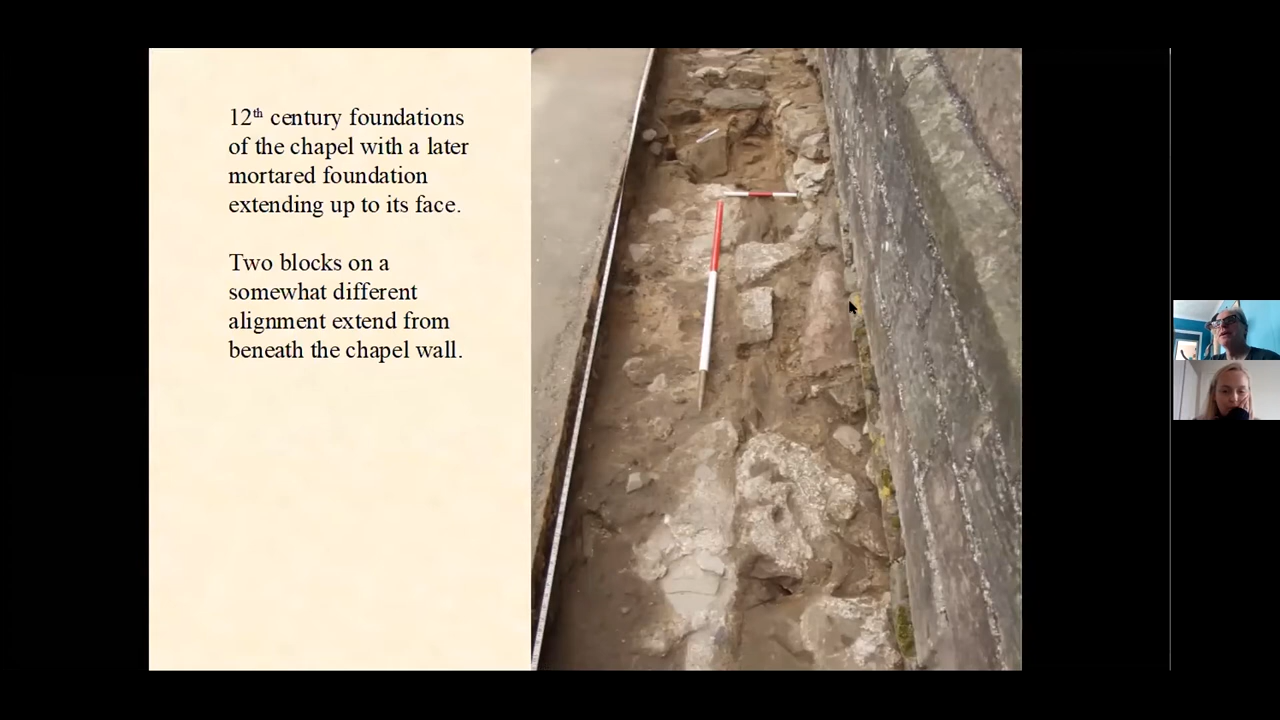 12th century foundations
of the chapel with a later
mortared foundation
extending up to its face.
Two blocks on a
somewhat different
alignment extend from
beneath the chapel wall.